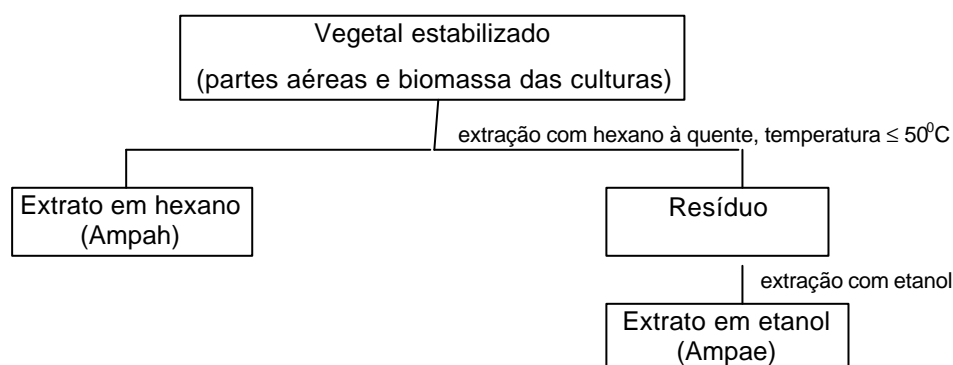 Vegetal estabilizado
(partes aéreas e biomassa das culturas)
extração com hexano à quente, temperatura ≤ 50⁰C
Extrato em hexano
(Ampah)
Resíduo
extração com etanol
Extrato em etanol
(Ampae)